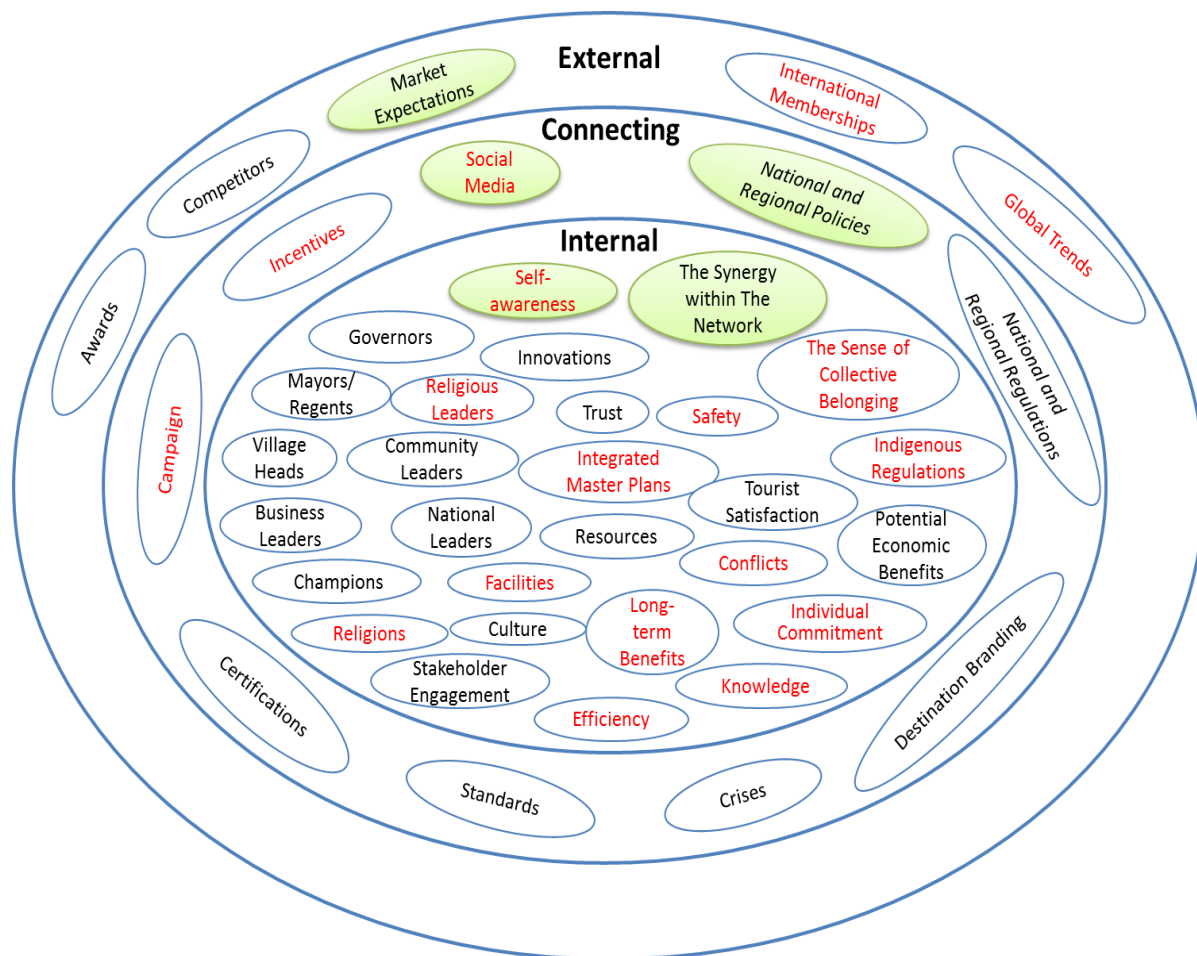 External
Market
Expectations
International
Memberships
Competitors
Global Trends
Awards
Connecting
Social
Media
National and
Regional Policies
Incentives
National and
Regional Regulations
Campaign
Certifications
Standards
Crises
Destination Branding
Internal
Self-
awareness
The Synergy
within The
Network
Governors
Innovations
The Sense of
Collective
Belonging
Mayors/
Regents
Religious
Leaders
Trust
Safety
Village
Heads
Community
Leaders
Integrated
Master Plans
Indigenous
Regulations
Tourist
Satisfaction
Business
Leaders
National
Leaders
Resources
Potential
Economic
Benefits
Conflicts
Champions
Facilities
Long-
term
Benefits
Individual
Commitment
Religions
Culture
Stakeholder
Engagement
Knowledge
Efficiency